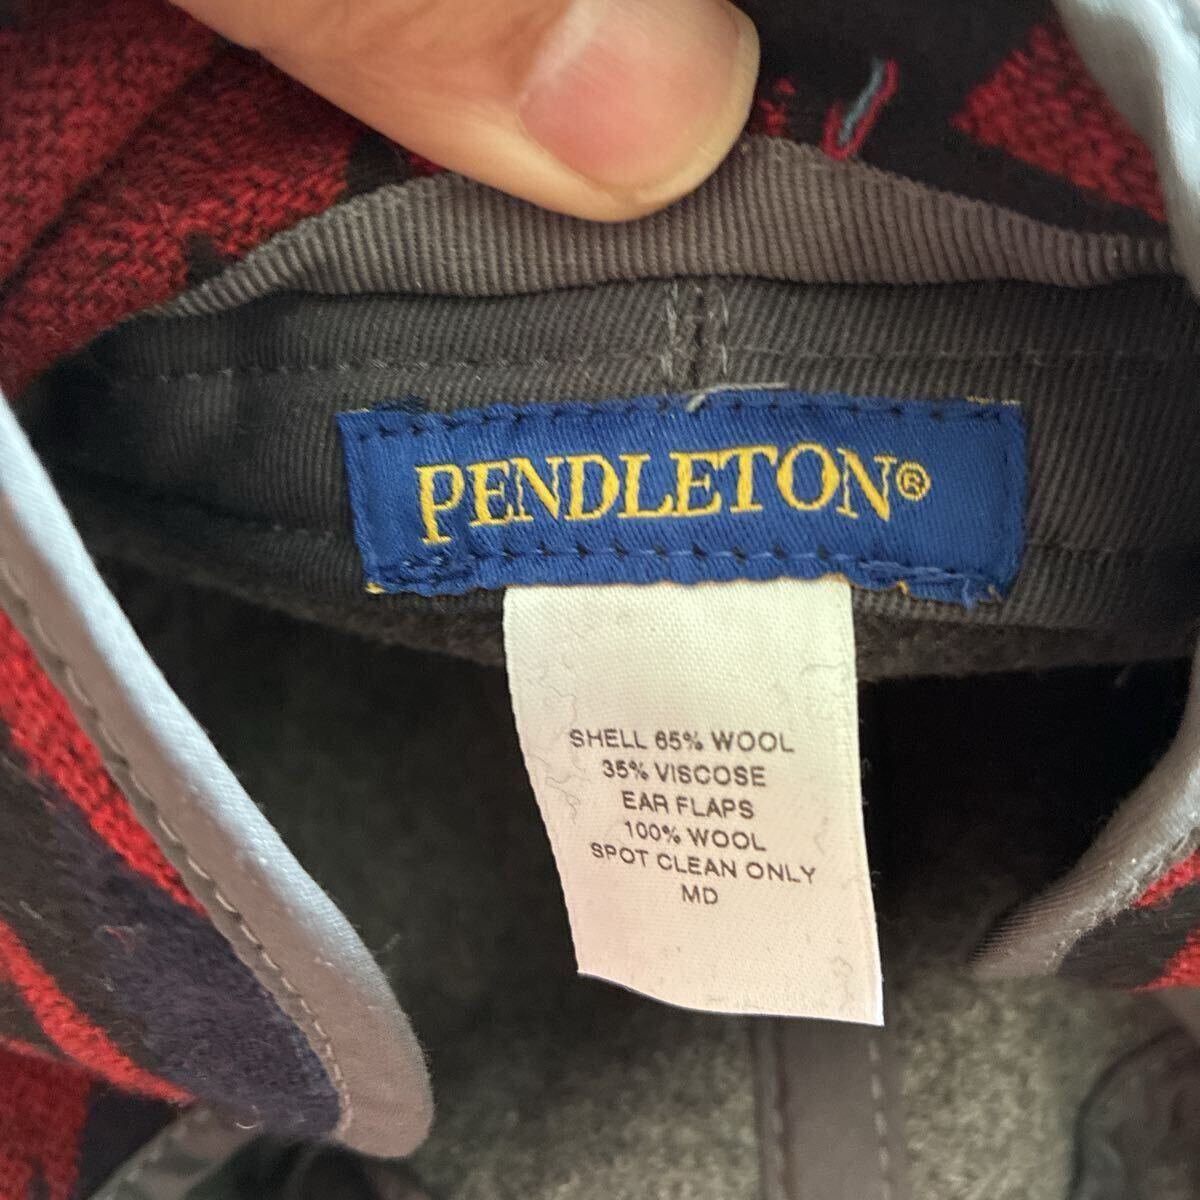 PENDLETON®
SHELL 65% WOOL
35% VISCOSE
EAR FLAPS
100% WOOL
SPOT CLEAN ONLY
MD